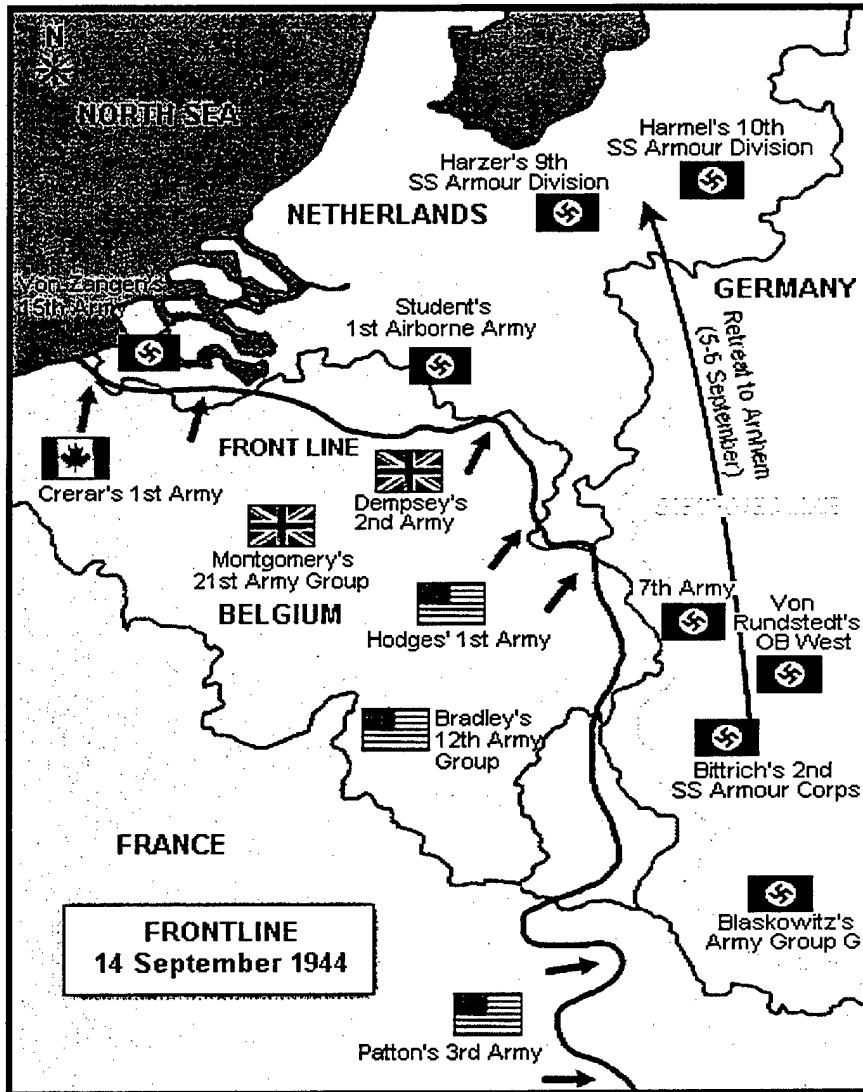 N
NORTH SEA
Harmel's 10th
SS Armour Division
Harzer's 9th
SS Armour Division
NETHERLANDS
Von Zangen's
15th Army
GERMANY
Student's
1st Airborne Army
Retreat to Arnhem
(5-6 September)
FRONT LINE
Crerar's 1st Army
Dempsey's
2nd Army
Montgomery's
21st Army Group
BELGIUM
Hodges' 1st Army
7th Army
Von
Rundstedt's
OB West
Bradley's
12th Army
Group
Bittrich's 2nd
SS Armour Corps
FRANCE
Blaskowitz's
Army Group G
FRONTLINE
14 September 1944
Patton's 3rd Army